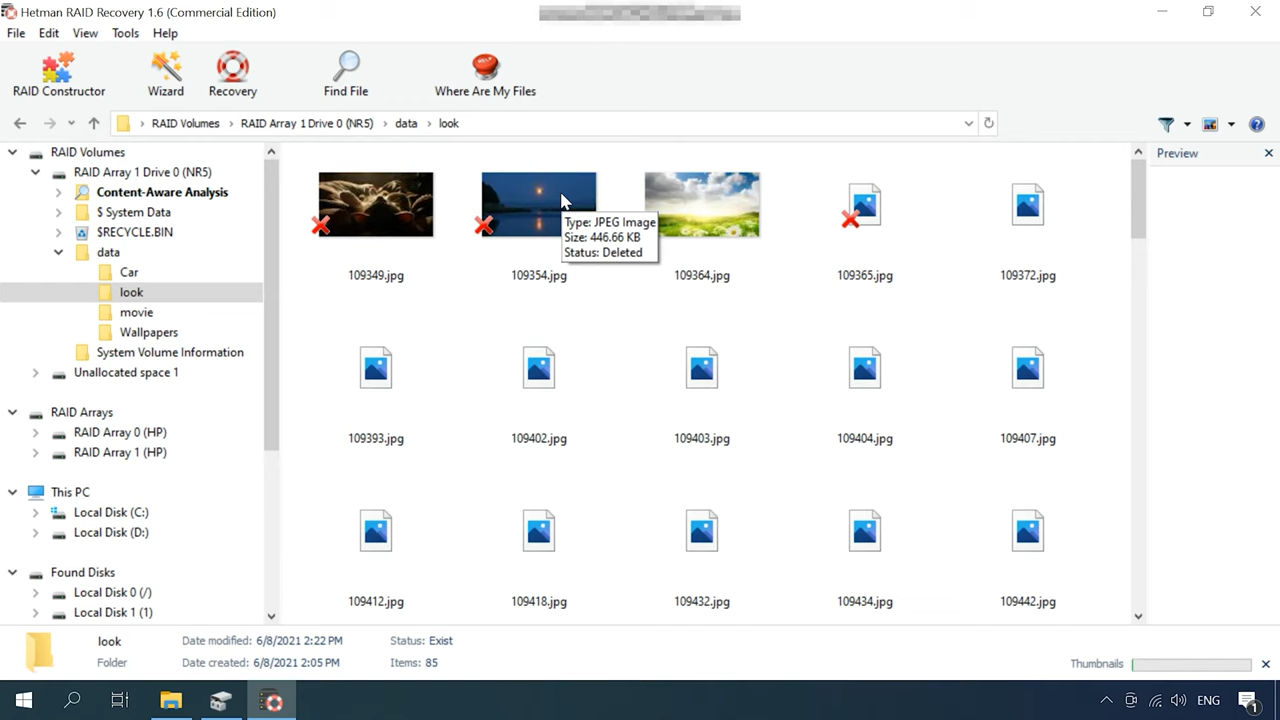 Hetman RAID Recovery 1.6 (Commercial Edition)
File Edit View Tools Help
RAID Constructor Wizard Recovery Find File Where Are My Files
RAID Volumes RAID Array 1 Drive 0 (NR5) data look
RAID Volumes
RAID Array 1 Drive 0 (NR5)
Content-Aware Analysis
$ System Data
$RECYCLE.BIN
data
Car
look
movie
Wallpapers
System Volume Information
Unallocated space 1
RAID Arrays
RAID Array 0 (HP)
RAID Array 1 (HP)
This PC
Local Disk (C:)
Local Disk (D:)
Found Disks
Local Disk 0 (/)
Local Disk 1 (1)
Type: JPEG Image
Size: 446.66 KB
Status: Deleted
109349.jpg 109354.jpg 109364.jpg 109365.jpg 109372.jpg
109393.jpg 109402.jpg 109403.jpg 109404.jpg 109407.jpg
109412.jpg 109418.jpg 109432.jpg 109434.jpg 109442.jpg
Preview
look Date modified: 6/8/2021 2:22 PM Status: Exist
Folder Date created: 6/8/2021 2:05 PM Items: 85
Thumbnails
ENG
1